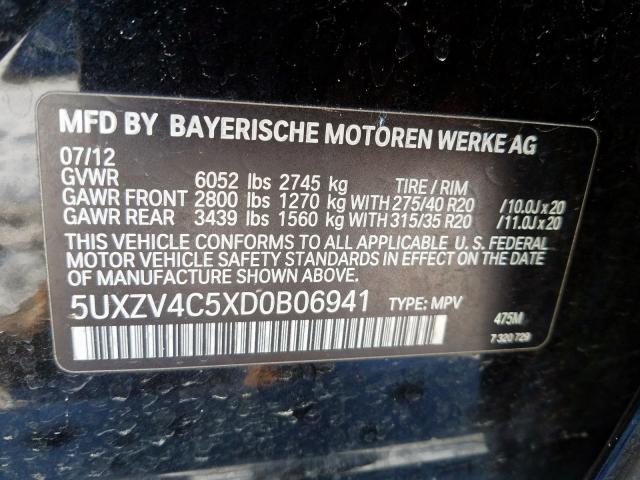 MFD BY BAYERISCHE MOTOREN WERKE AG
07/12
GVWR 6052 lbs 2745 kg TIRE / RIM
GAWR FRONT 2800 lbs 1270 kg WITH 275/40 R20 /10.0J x 20
GAWR REAR 3439 lbs 1560 kg WITH 315/35 R20 /11.0J x 20
THIS VEHICLE CONFORMS TO ALL APPLICABLE U. S. FEDERAL
MOTOR VEHICLE SAFETY STANDARDS IN EFFECT ON THE DATE
OF MANUFACTURE SHOWN ABOVE.
5UXZV4C5XD0B06941 TYPE: MPV
475M
7 320 729